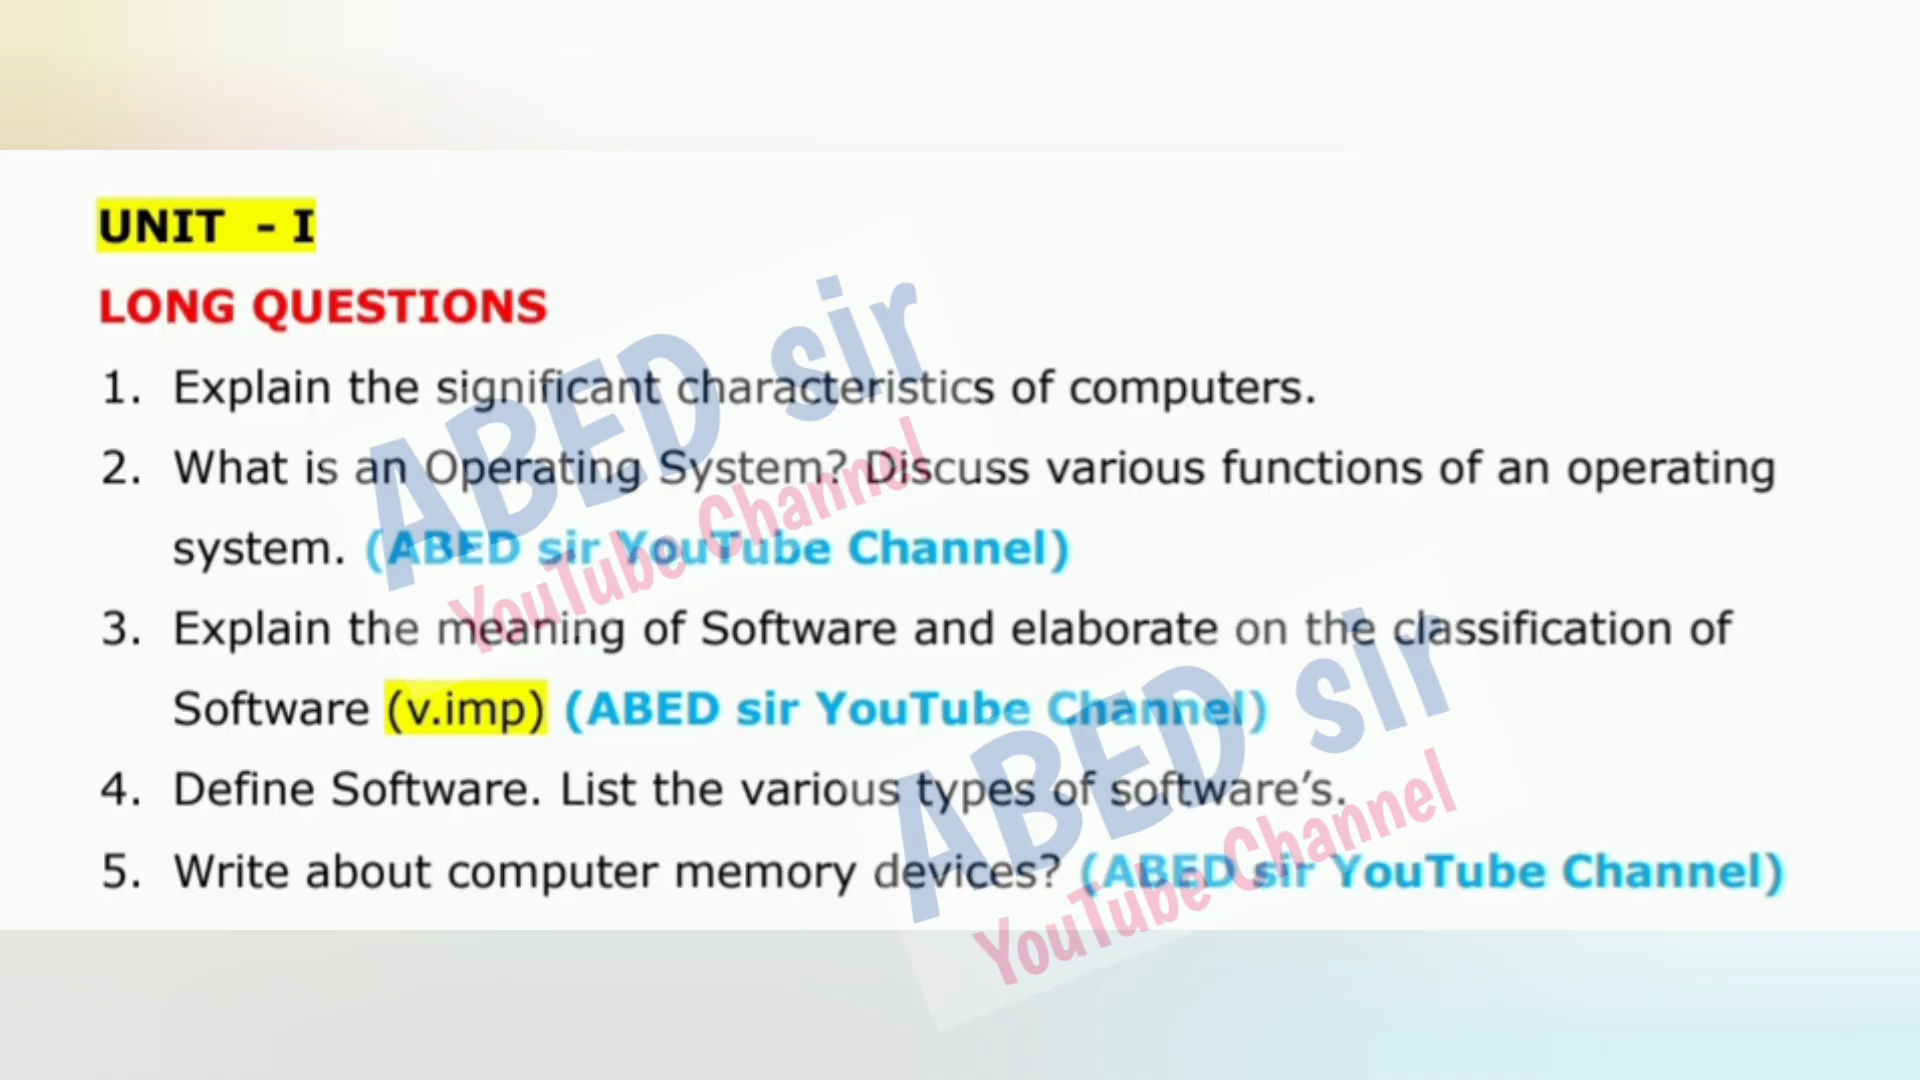 UNIT - I
LONG QUESTIONS
1. Explain the significant characteristics of computers.
2. What is an Operating System? Discuss various functions of an operating
system. (ABED sir YouTube Channel)
3. Explain the meaning of Software and elaborate on the classification of
Software (v.imp) (ABED sir YouTube Channel)
4. Define Software. List the various types of software’s.
5. Write about computer memory devices? (ABED sir YouTube Channel)
ABED sir
YouTube Channel
ABED sir
YouTube Channel